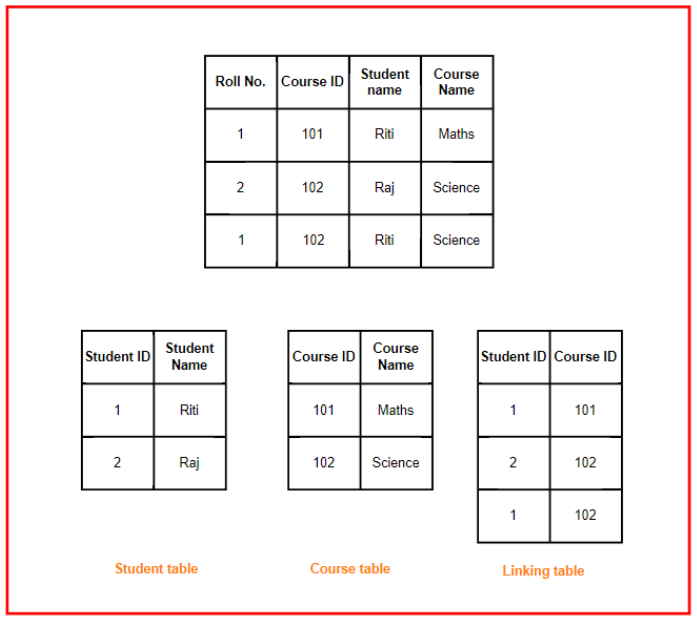 Roll No. Course ID Student name Course Name
1 101 Riti Maths
2 102 Raj Science
1 102 Riti Science
Student ID Student Name
1 Riti
2 Raj
Student table
Course ID Course Name
101 Maths
102 Science
Course table
Student ID Course ID
1 101
2 102
1 102
Linking table